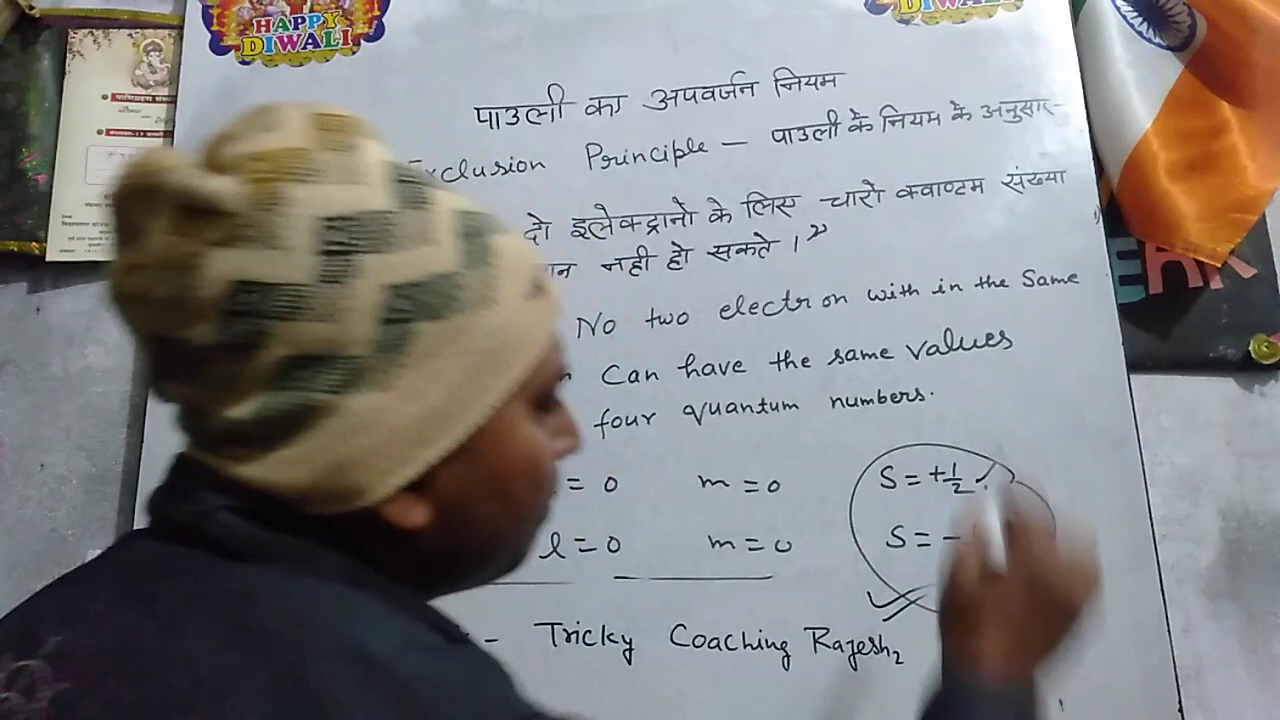 HAPPY
DIWALI
DIWALI
पाउली का अपवर्जन नियम
Exclusion Principle – पाउली के नियम के अनुसार-
दो इलेक्ट्रानो के लिए चारो क्वाण्टम संख्या
नही हो सकते ।"
No two electron with in the Same
Can have the same values
four quantum numbers.
= 0 m = 0 S = +1/2
l = 0 m = 0 S = -
- Tricky Coaching Rajesh2